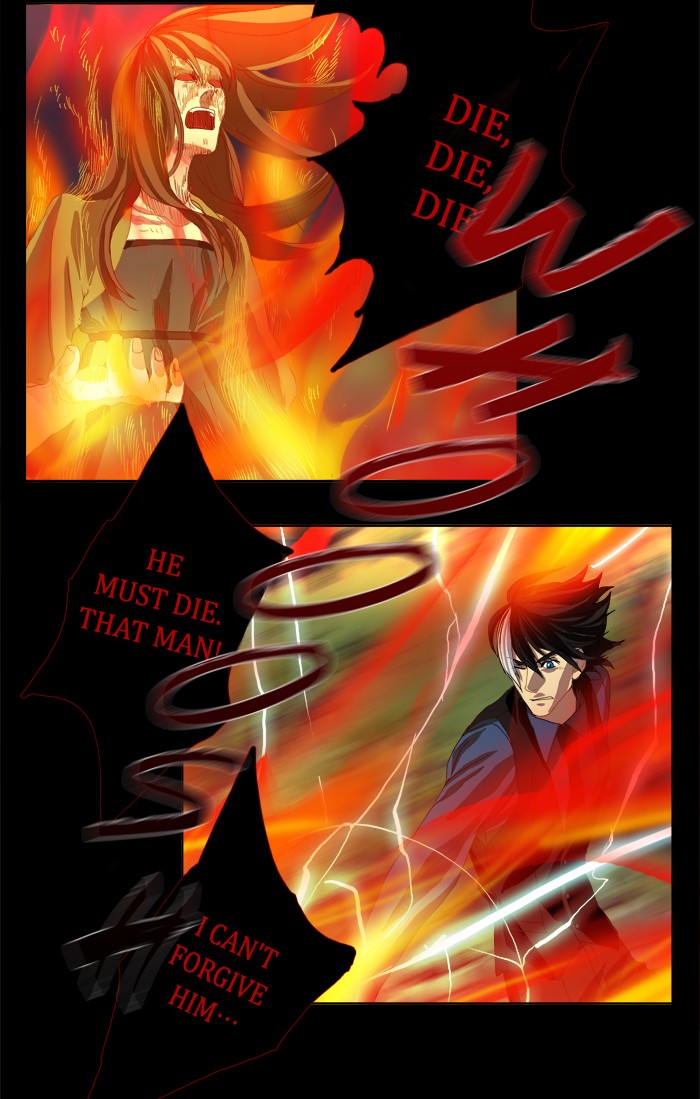 DIE,
DIE,
DIE
WHOOOSH
HE
MUST DIE.
THAT MAN!
I CAN'T
FORGIVE
HIM…